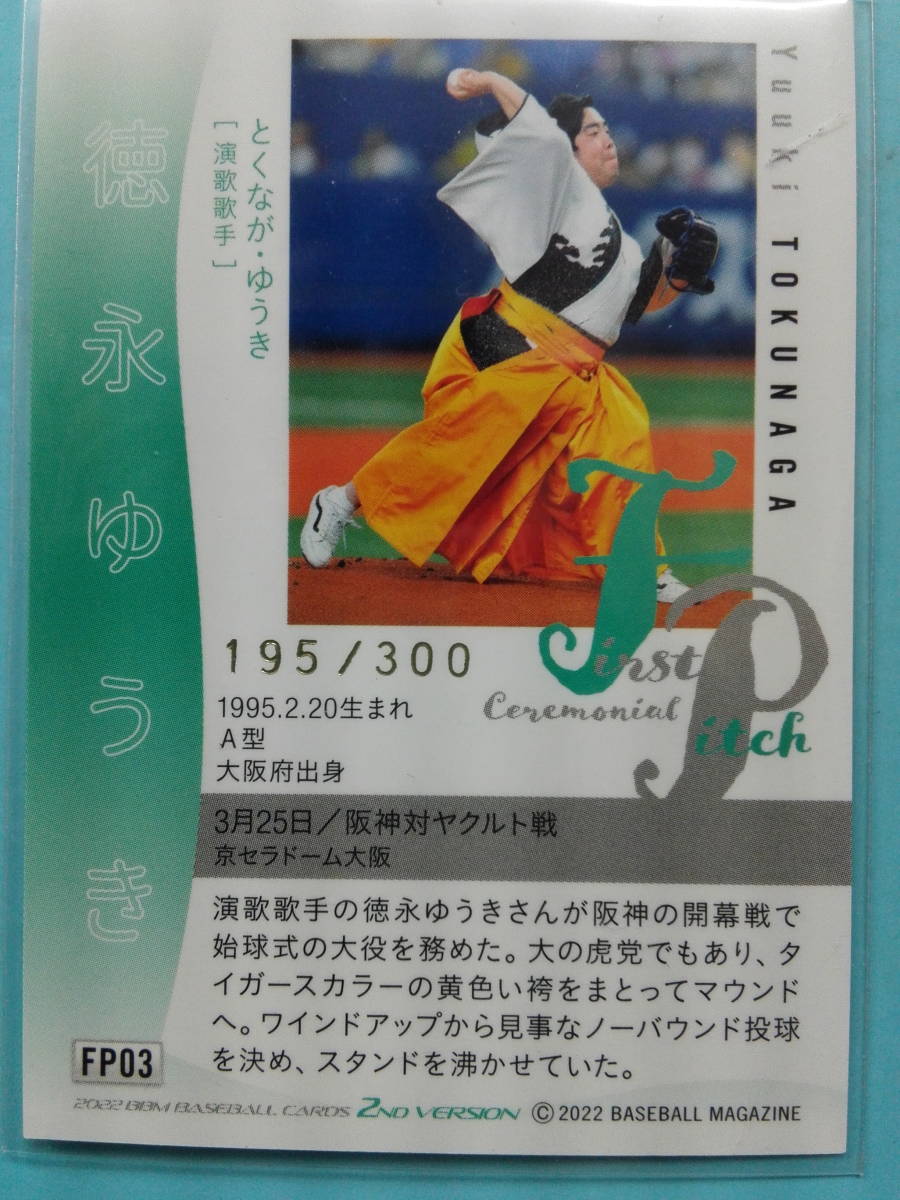 徳永ゆうき
とくなが・ゆうき
[演歌歌手]
Yuuki TOKUNAGA
First
Ceremonial
Pitch
195/300
1995.2.20生まれ
A型
大阪府出身
3月25日/阪神対ヤクルト戦
京セラドーム大阪
演歌歌手の徳永ゆうきさんが阪神の開幕戦で
始球式の大役を務めた。大の虎党でもあり、タ
イガースカラーの黄色い袴をまとってマウンド
へ。ワインドアップから見事なノーバウンド投球
を決め、スタンドを沸かせていた。
FP03
2022 BBM BASEBALL CARDS 2ND VERSION © 2022 BASEBALL MAGAZINE